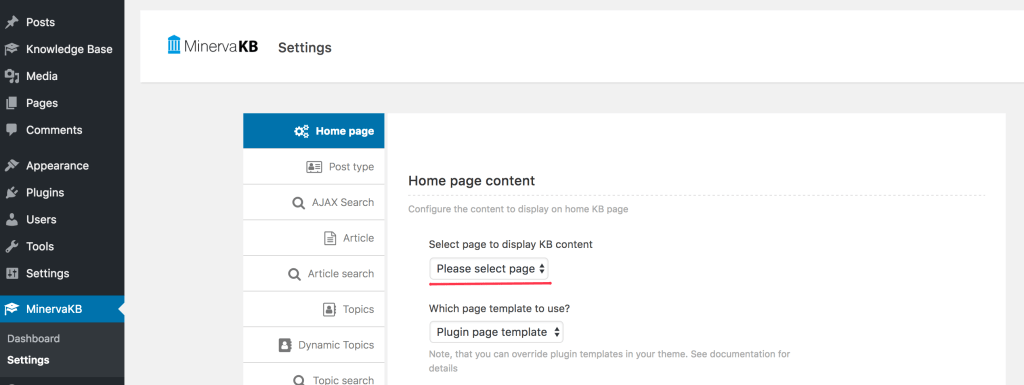 Posts
Knowledge Base
Media
Pages
Comments
Appearance
Plugins
Users
Tools
Settings
MinervaKB
Dashboard
Settings
MinervaKB
Settings
Home page
Post type
AJAX Search
Article
Article search
Topics
Dynamic Topics
Topic search
Home page content
Configure the content to display on home KB page
Select page to display KB content
Please select page
Which page template to use?
Plugin page template
Note, that you can override plugin templates in your theme. See documentation for
details